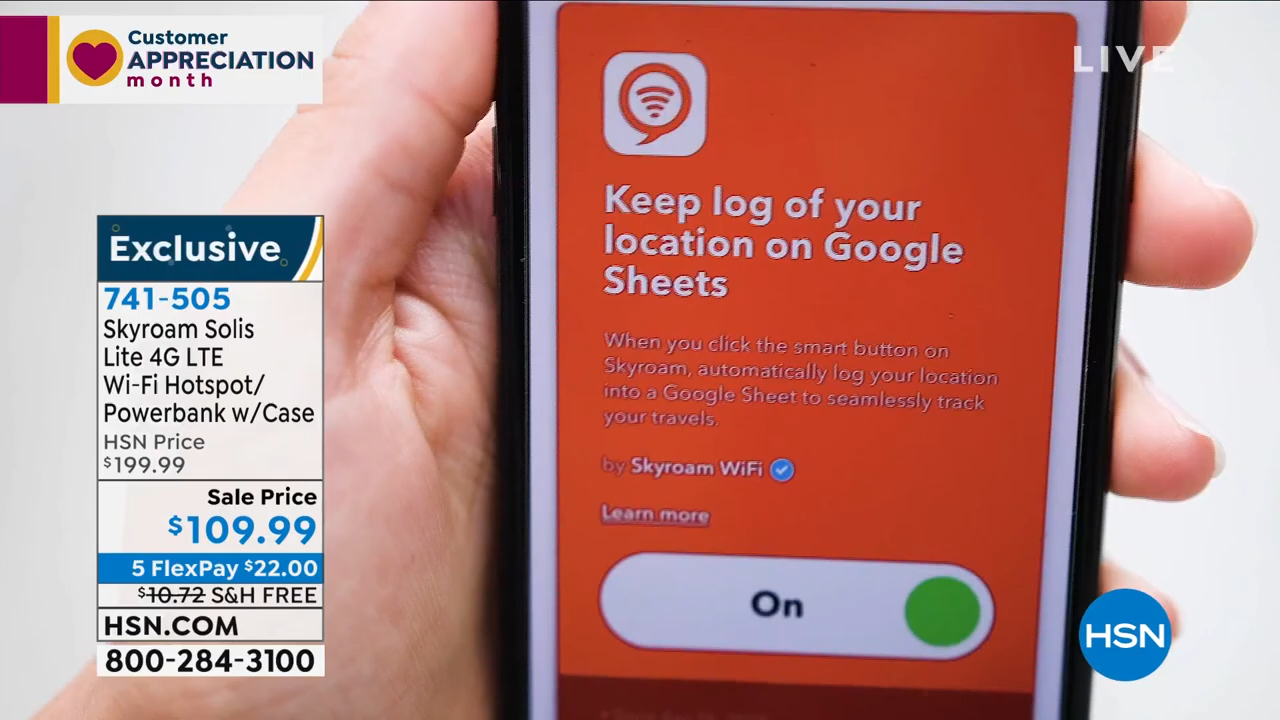 Customer
APPRECIATION
month
LIVE
Exclusive
741-505
Skyroam Solis
Lite 4G LTE
Wi-Fi Hotspot/
Powerbank w/Case
HSN Price
$199.99
Sale Price
$109.99
5 FlexPay $22.00
$10.72 S&H FREE
HSN.COM
800-284-3100
Keep log of your
location on Google
Sheets
When you click the smart button on
Skyroam, automatically log your location
into a Google Sheet to seamlessly track
your travels.
by Skyroam WiFi
Learn more
On
HSN